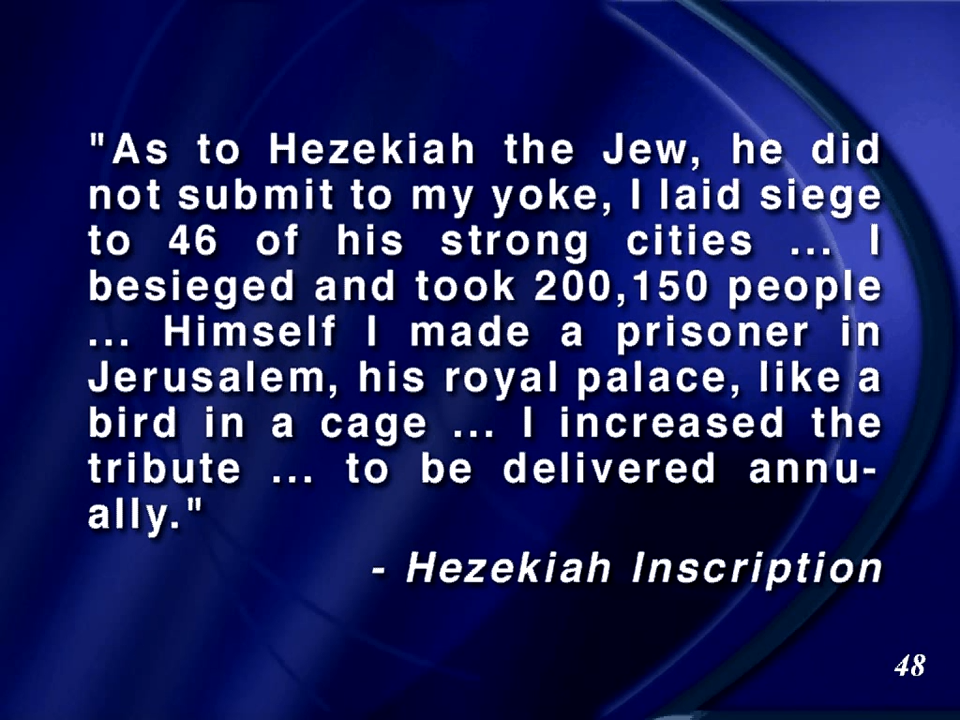 "As to Hezekiah the Jew, he did
not submit to my yoke, I laid siege
to 46 of his strong cities ... I
besieged and took 200,150 people
... Himself I made a prisoner in
Jerusalem, his royal palace, like a
bird in a cage ... I increased the
tribute ... to be delivered annu-
ally."
- Hezekiah Inscription
48